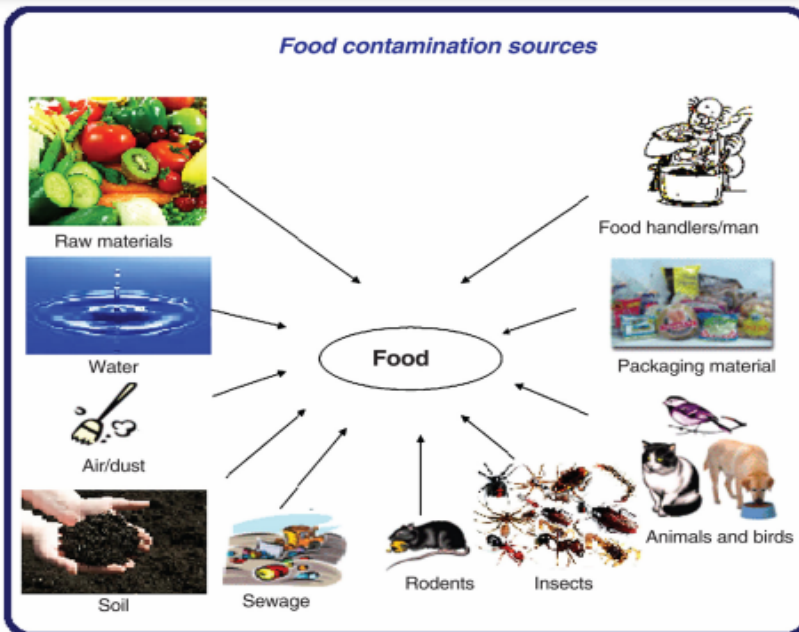 Food contamination sources
Raw materials
Food handlers/man
Water
Food
Packaging material
Air/dust
Animals and birds
Soil
Sewage
Rodents
Insects